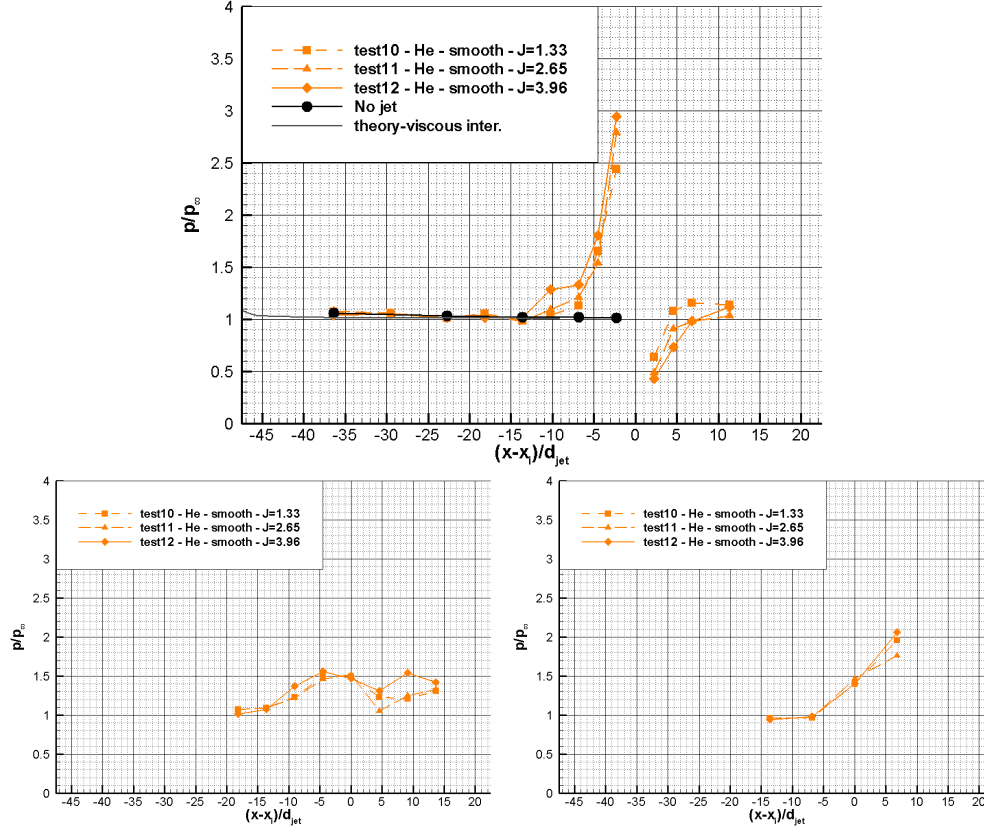 4
3.5
3
2.5
2
1.5
1
0.5
0
p/p∞
test10 - He - smooth - J=1.33
test11 - He - smooth - J=2.65
test12 - He - smooth - J=3.96
No jet
theory-viscous inter.
-45 -40 -35 -30 -25 -20 -15 -10 -5 0 5 10 15 20
(x-xj)/djet
4
3.5
3
2.5
2
1.5
1
0.5
0
p/p∞
test10 - He - smooth - J=1.33
test11 - He - smooth - J=2.65
test12 - He - smooth - J=3.96
-45 -40 -35 -30 -25 -20 -15 -10 -5 0 5 10 15 20
(x-xj)/djet
4
3.5
3
2.5
2
1.5
1
0.5
0
p/p∞
test10 - He - smooth - J=1.33
test11 - He - smooth - J=2.65
test12 - He - smooth - J=3.96
-45 -40 -35 -30 -25 -20 -15 -10 -5 0 5 10 15 20
(x-xj)/djet